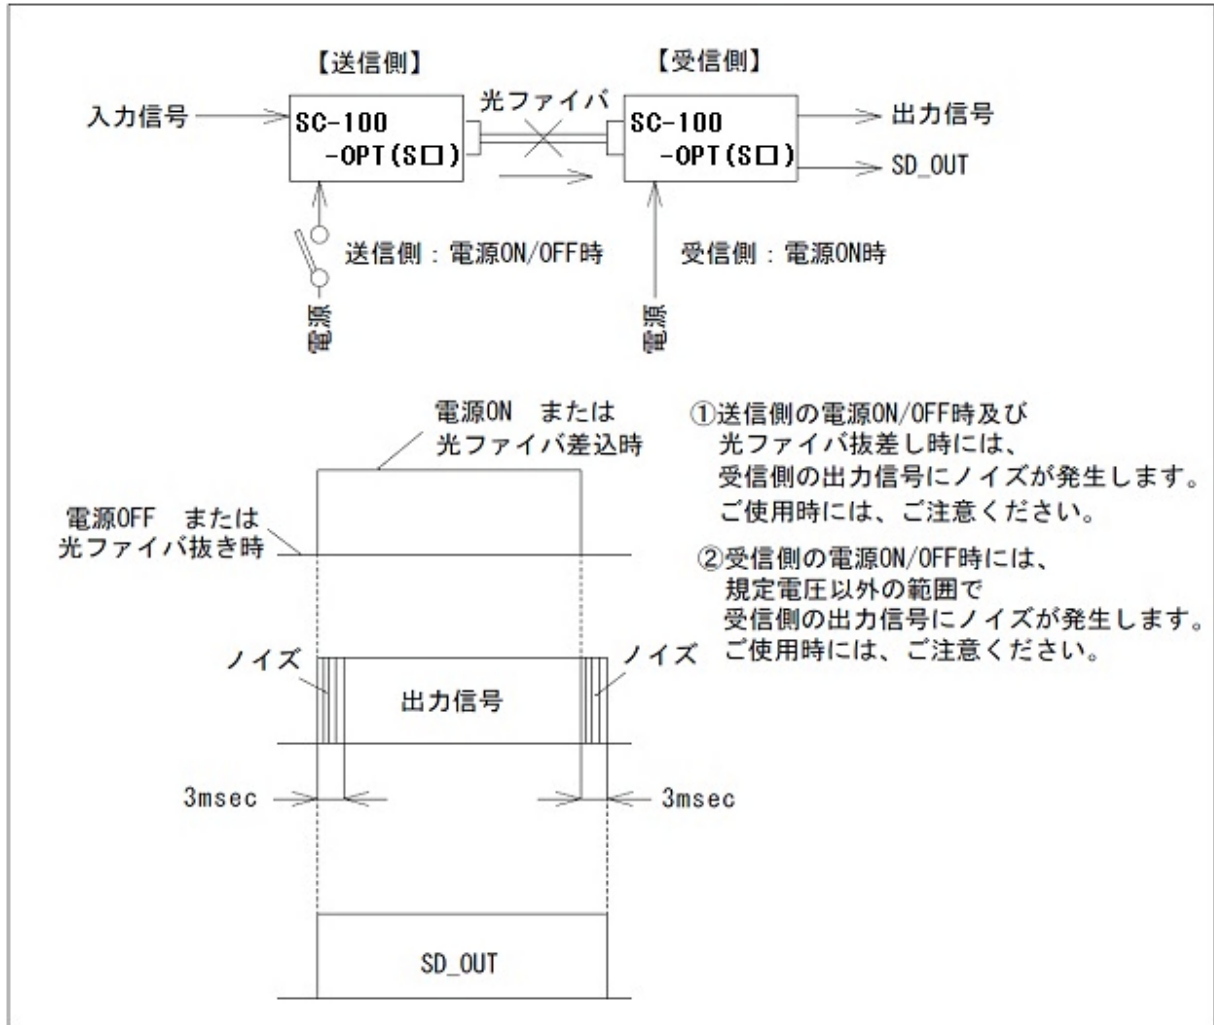 【送信側】
【受信側】
入力信号
SC-100
-OPT(S□)
光ファイバ
SC-100
-OPT(S□)
出力信号
SD_OUT
送信側：電源ON/OFF時
受信側：電源ON時
電源
電源
電源ON　または
光ファイバ差込時
電源OFF　または
光ファイバ抜き時
①送信側の電源ON/OFF時及び
光ファイバ抜差し時には、
受信側の出力信号にノイズが発生します。
ご使用時には、ご注意ください。
②受信側の電源ON/OFF時には、
規定電圧以外の範囲で
受信側の出力信号にノイズが発生します。
ご使用時には、ご注意ください。
ノイズ
出力信号
ノイズ
3msec
3msec
SD_OUT